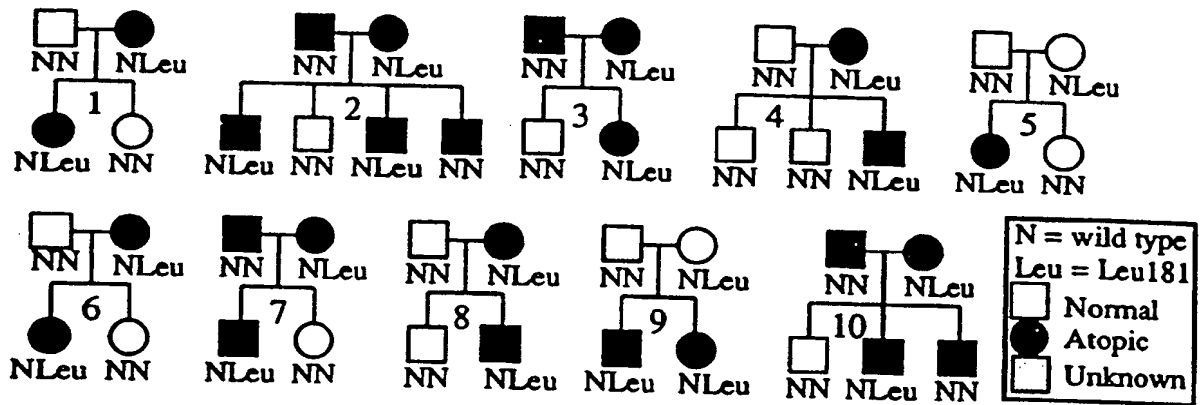 NN NLeu
1
NLeu NN
NN NLeu
2
NLeu NN NLeu NN
NN NLeu
3
NN NLeu
NN NLeu
4
NN NN NLeu
NN NLeu
5
NLeu NN
NN NLeu
6
NLeu NN
NN NLeu
7
NLeu NN
NN NLeu
8
NN NLeu
NN NLeu
9
NLeu NLeu
NN NLeu
10
NN NLeu NN
N = wild type
Leu = Leu181
Normal
Atopic
Unknown